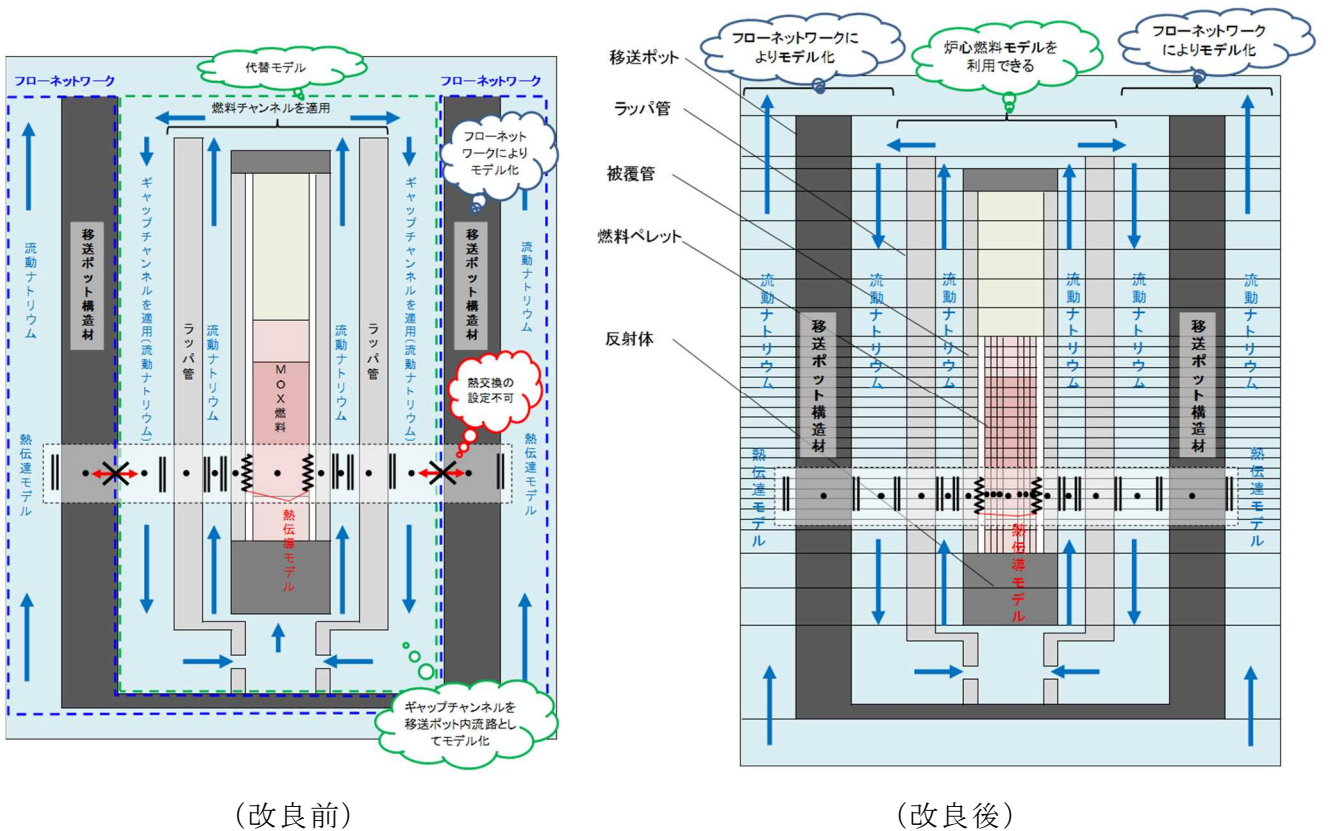 フローネットワーク
代替モデル
フローネットワーク
燃料チャンネルを適用
フローネット
ワークにより
モデル化
ギャップチャンネルを適用(流動ナトリウム)
ギャップチャンネルを適用(流動ナトリウム)
移送ポット構造材
移送ポット構造材
流動ナトリウム
流動ナトリウム
ラッパ管
流動ナトリウム
流動ナトリウム
ラッパ管
MOX燃料
熱交換の
設定不可
熱伝達モデル
熱伝達モデル
熱伝導モデル
ギャップチャンネルを
移送ポット内流路とし
てモデル化
(改良前)
フローネットワークに
よりモデル化
炉心燃料モデルを
利用できる
フローネットワーク
によりモデル化
移送ポット
ラッパ管
被覆管
燃料ペレット
反射体
流動ナトリウム
流動ナトリウム
流動ナトリウム
流動ナトリウム
流動ナトリウム
流動ナトリウム
移送ポット構造材
移送ポット構造材
熱伝達モデル
熱伝達モデル
熱伝導モデル
(改良後)